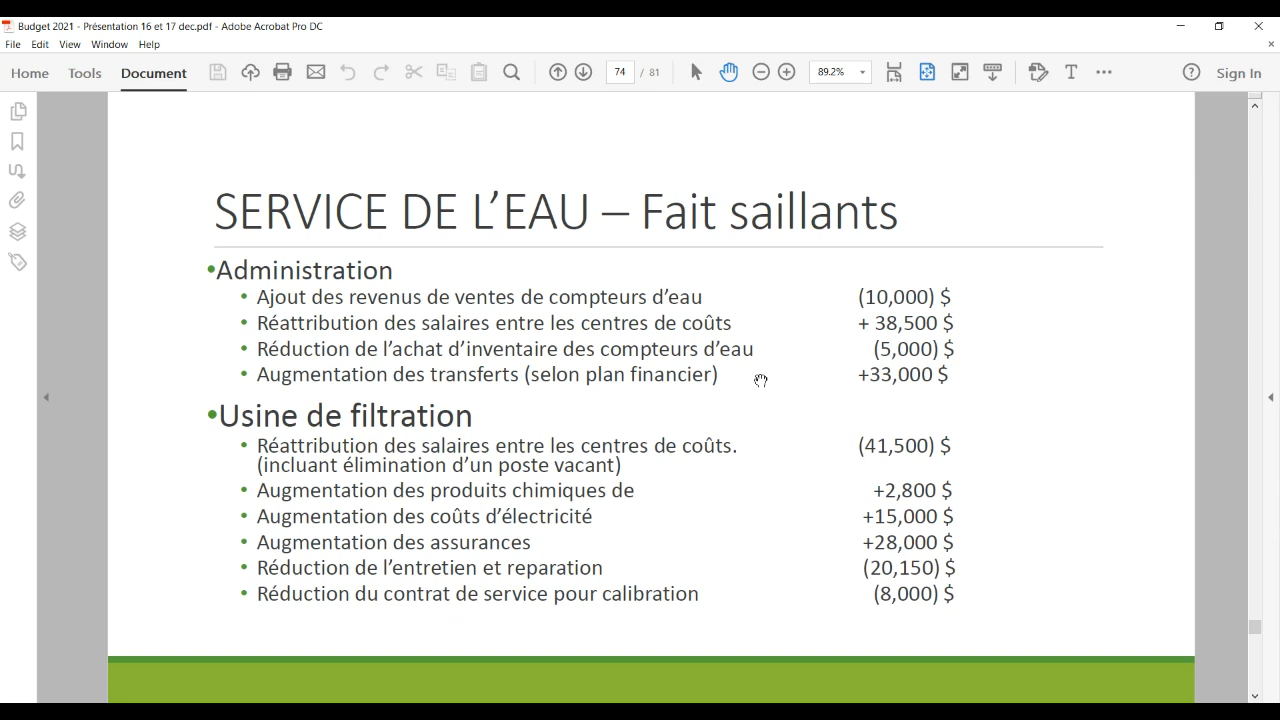 Budget 2021 - Présentation 16 et 17 dec.pdf - Adobe Acrobat Pro DC
File Edit View Window Help
Home Tools Document 74 / 81 89.2% Sign In
SERVICE DE L'EAU – Fait saillants
•Administration
• Ajout des revenus de ventes de compteurs d'eau (10,000) $
• Réattribution des salaires entre les centres de coûts + 38,500 $
• Réduction de l'achat d'inventaire des compteurs d'eau (5,000) $
• Augmentation des transferts (selon plan financier) +33,000 $
•Usine de filtration
• Réattribution des salaires entre les centres de coûts. (41,500) $
(incluant élimination d'un poste vacant)
• Augmentation des produits chimiques de +2,800 $
• Augmentation des coûts d'électricité +15,000 $
• Augmentation des assurances +28,000 $
• Réduction de l'entretien et reparation (20,150) $
• Réduction du contrat de service pour calibration (8,000) $